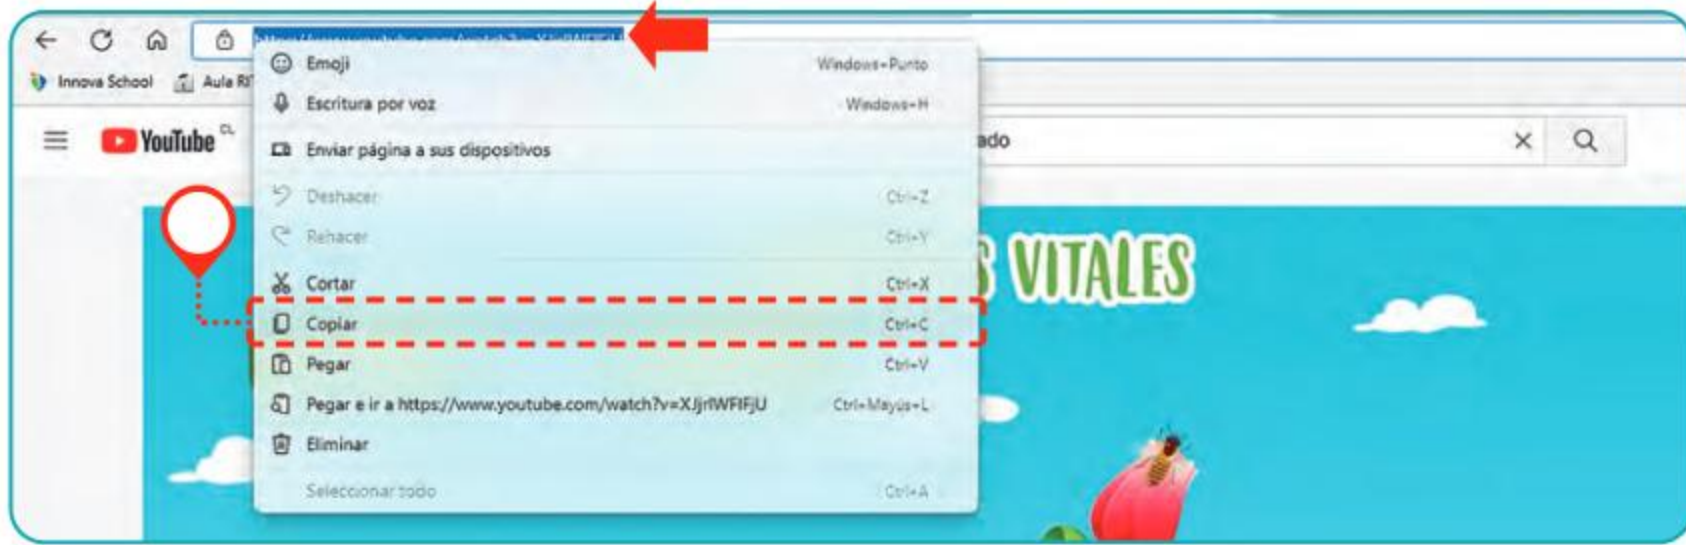 Innova School Aula
YouTube CL
ado
Emoji Windows+Punto
Escritura por voz Windows+H
Enviar página a sus dispositivos
Deshacer Ctrl+Z
Rehacer Ctrl+Y
Cortar Ctrl+X
Copiar Ctrl+C
Pegar Ctrl+V
Pegar e ir a https://www.youtube.com/watch?v=XJjrlWFIFjU Ctrl+Mayús+L
Eliminar
Seleccionar todo Ctrl+A
S VITALES